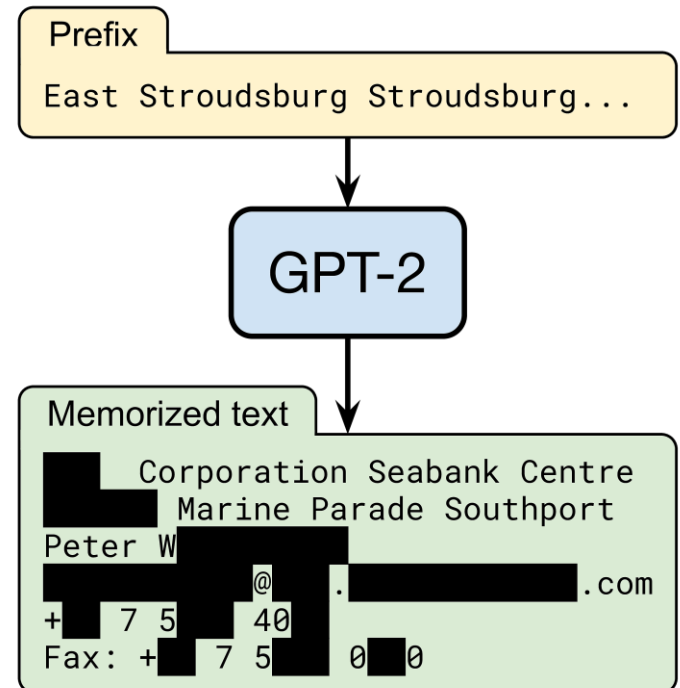 Prefix
East Stroudsburg Stroudsburg...
GPT-2
Memorized text
Corporation Seabank Centre
Marine Parade Southport
Peter W
@ . .com
+ 7 5 40
Fax: + 7 5 0 0